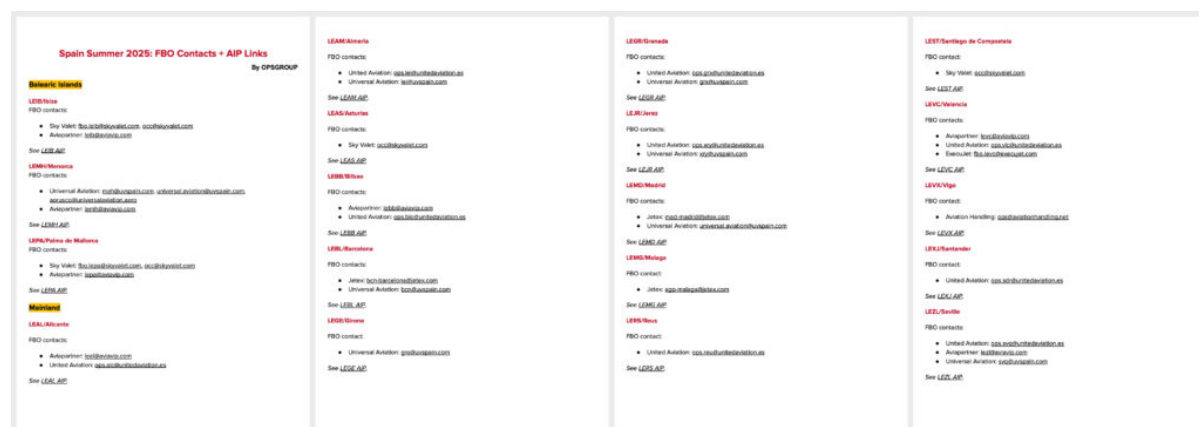 Spain Summer 2025: FBO Contacts + AIP Links
By OPSGROUP
Balearic Islands
LEIB/Ibiza
FBO contacts:
Sky Valet: fbo.leib@skyvalet.com, occ@skyvalet.com
Aviapartner: leib@aviavip.com
See LEIB AIP.
LEMH/Menorca
FBO contacts:
Universal Aviation: mah@uvspain.com, universal.aviation@uvspain.com,
aorusco@universalaviation.aero
Aviapartner: lemh@aviavip.com
See LEMH AIP.
LEPA/Palma de Mallorca
FBO contacts:
Sky Valet: fbo.lepa@skyvalet.com, occ@skyvalet.com
Aviapartner: lepa@aviavip.com
See LEPA AIP.
Mainland
LEAL/Alicante
FBO contacts:
Aviapartner: leal@aviavip.com
United Aviation: ops.alc@unitedaviation.es
See LEAL AIP.
LEAM/Almeria
FBO contacts:
United Aviation: ops.lei@unitedaviation.es
Universal Aviation: lei@uvspain.com
See LEAM AIP.
LEAS/Asturias
FBO contact:
Sky Valet: occ@skyvalet.com
See LEAS AIP.
LEBB/Bilbao
FBO contacts:
Aviapartner: lebb@aviavip.com
United Aviation: ops.bio@unitedaviation.es
See LEBB AIP.
LEBL/Barcelona
FBO contacts:
Jetex: bcn-barcelona@jetex.com
Universal Aviation: bcn@uvspain.com
See LEBL AIP.
LEGE/Girona
FBO contact:
Universal Aviation: gro@uvspain.com
See LEGE AIP.
LEGR/Granada
FBO contacts:
United Aviation: ops.grx@unitedaviation.es
Universal Aviation: grx@uvspain.com
See LEGR AIP.
LEJR/Jerez
FBO contacts:
United Aviation: ops.xry@unitedaviation.es
Universal Aviation: xry@uvspain.com
See LEJR AIP.
LEMD/Madrid
FBO contacts:
Jetex: mad-madrid@jetex.com
Universal Aviation: universal.aviation@uvspain.com
See LEMD AIP.
LEMG/Malaga
FBO contact:
Jetex: agp-malaga@jetex.com
See LEMG AIP.
LERS/Reus
FBO contact:
United Aviation: ops.reu@unitedaviation.es
See LERS AIP.
LEST/Santiago de Compostela
FBO contact:
Sky Valet: occ@skyvalet.com
See LEST AIP.
LEVC/Valencia
FBO contacts:
Aviapartner: levc@aviavip.com
United Aviation: ops.vlc@unitedaviation.es
ExecuJet: fbo.levc@execujet.com
See LEVC AIP.
LEVX/Vigo
FBO contact:
Aviation Handling: ops@aviationhandling.net
See LEVX AIP.
LEXJ/Santander
FBO contact:
United Aviation: ops.sdr@unitedaviation.es
See LEXJ AIP.
LEZL/Seville
FBO contacts:
United Aviation: ops.svq@unitedaviation.es
Aviapartner: lezl@aviavip.com
Universal Aviation: svq@uvspain.com
See LEZL AIP.